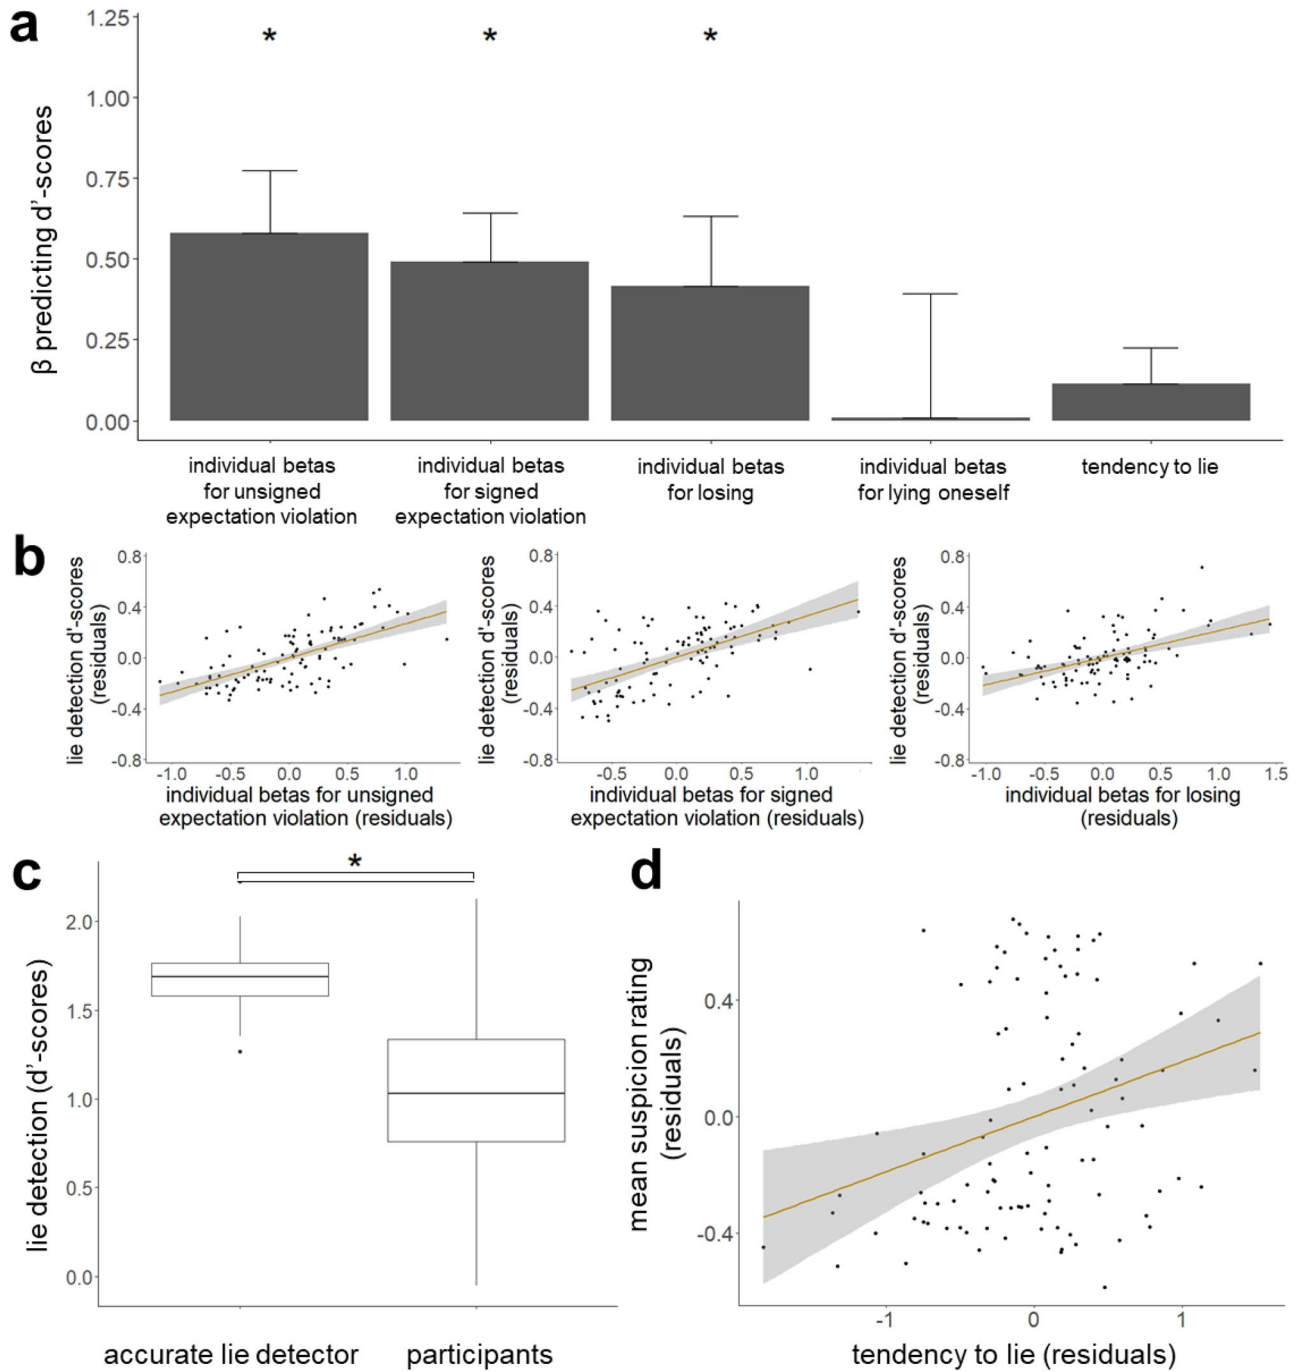 a
1.25
1.00
0.75
0.50
0.25
0.00
β predicting d'-scores
*
*
*
individual betas
for unsigned
expectation violation
individual betas
for signed
expectation violation
individual betas
for losing
individual betas
for lying oneself
tendency to lie
b
lie detection d'-scores
(residuals)
0.8
0.4
0.0
-0.4
-0.8
-1.0
-0.5
0.0
0.5
1.0
individual betas for unsigned
expectation violation (residuals)
lie detection d'-scores
(residuals)
0.8
0.4
0.0
-0.4
-0.8
-0.5
0.0
0.5
1.0
individual betas for signed
expectation violation (residuals)
lie detection d'-scores
(residuals)
0.8
0.4
0.0
-0.4
-0.8
-1.0
-0.5
0.0
0.5
1.0
1.5
individual betas for losing
(residuals)
c
*
lie detection (d'-scores)
2.0
1.5
1.0
0.5
0.0
accurate lie detector
participants
d
mean suspicion rating
(residuals)
0.4
0.0
-0.4
-1
0
1
tendency to lie (residuals)